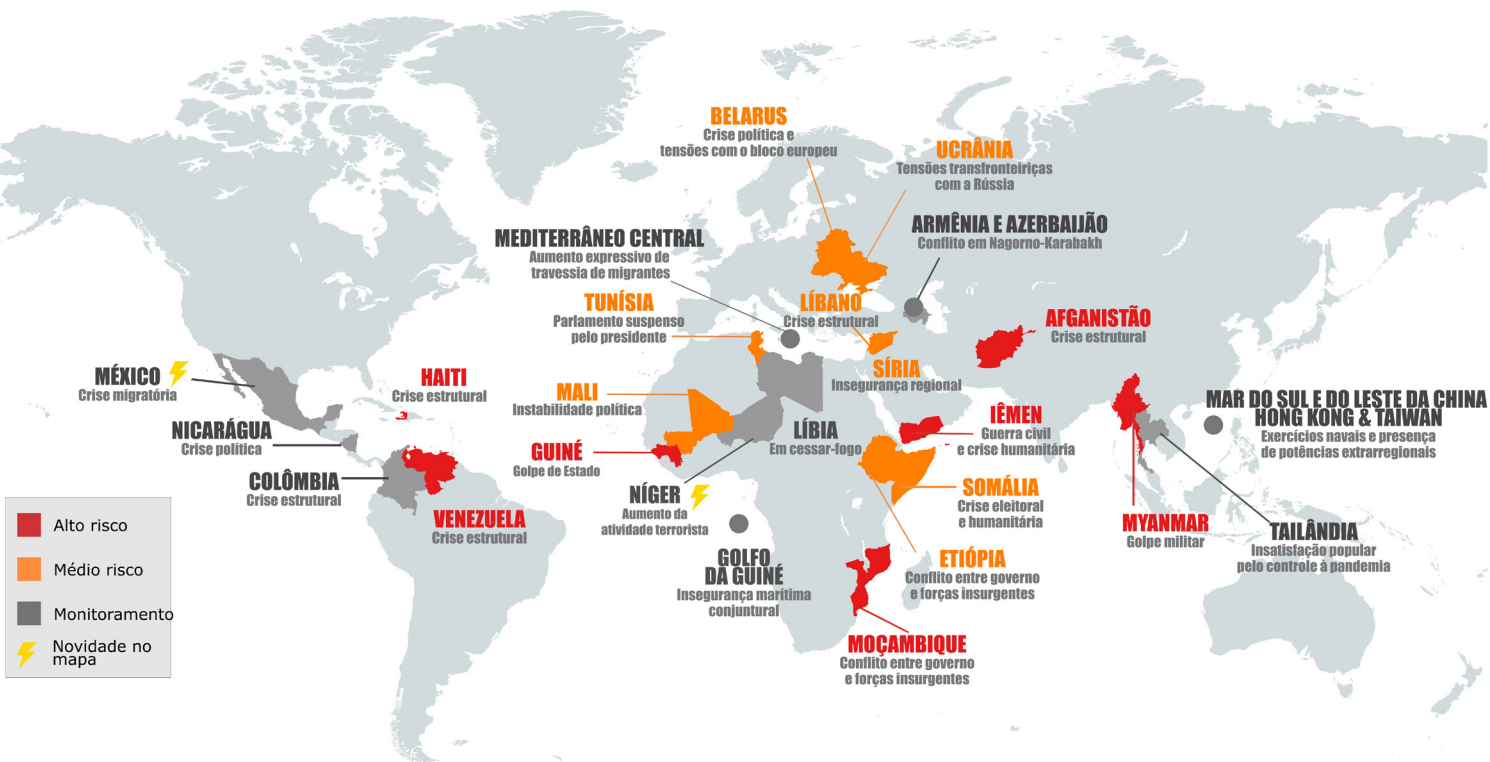 BELARUS
Crise política e
tensões com o bloco europeu
UCRÂNIA
Tensões transfronteiriças
com a Rússia
ARMÊNIA E AZERBAIJÃO
Conflito em Nagorno-Karabakh
MEDITERRÂNEO CENTRAL
Aumento expressivo de
travessia de migrantes
TUNÍSIA
Parlamento suspenso
pelo presidente
LÍBANO
Crise estrutural
AFGANISTÃO
Crise estrutural
SÍRIA
Insegurança regional
MÉXICO
Crise migratória
HAITI
Crise estrutural
MALI
Instabilidade política
NICARÁGUA
Crise política
GUINÉ
Golpe de Estado
LÍBIA
Em cessar-fogo
IÊMEN
Guerra civil
e crise humanitária
MAR DO SUL E DO LESTE DA CHINA
HONG KONG & TAIWAN
Exercícios navais e presença
de potências extrarregionais
COLÔMBIA
Crise estrutural
VENEZUELA
Crise estrutural
NÍGER
Aumento da
atividade terrorista
SOMÁLIA
Crise eleitoral
e humanitária
MYANMAR
Golpe militar
TAILÂNDIA
Insatisfação popular
pelo controle à pandemia
GOLFO
DA GUINÉ
Insegurança marítima
conjuntural
ETIÓPIA
Conflito entre governo
e forças insurgentes
MOÇAMBIQUE
Conflito entre governo
e forças insurgentes
Alto risco
Médio risco
Monitoramento
Novidade no
mapa